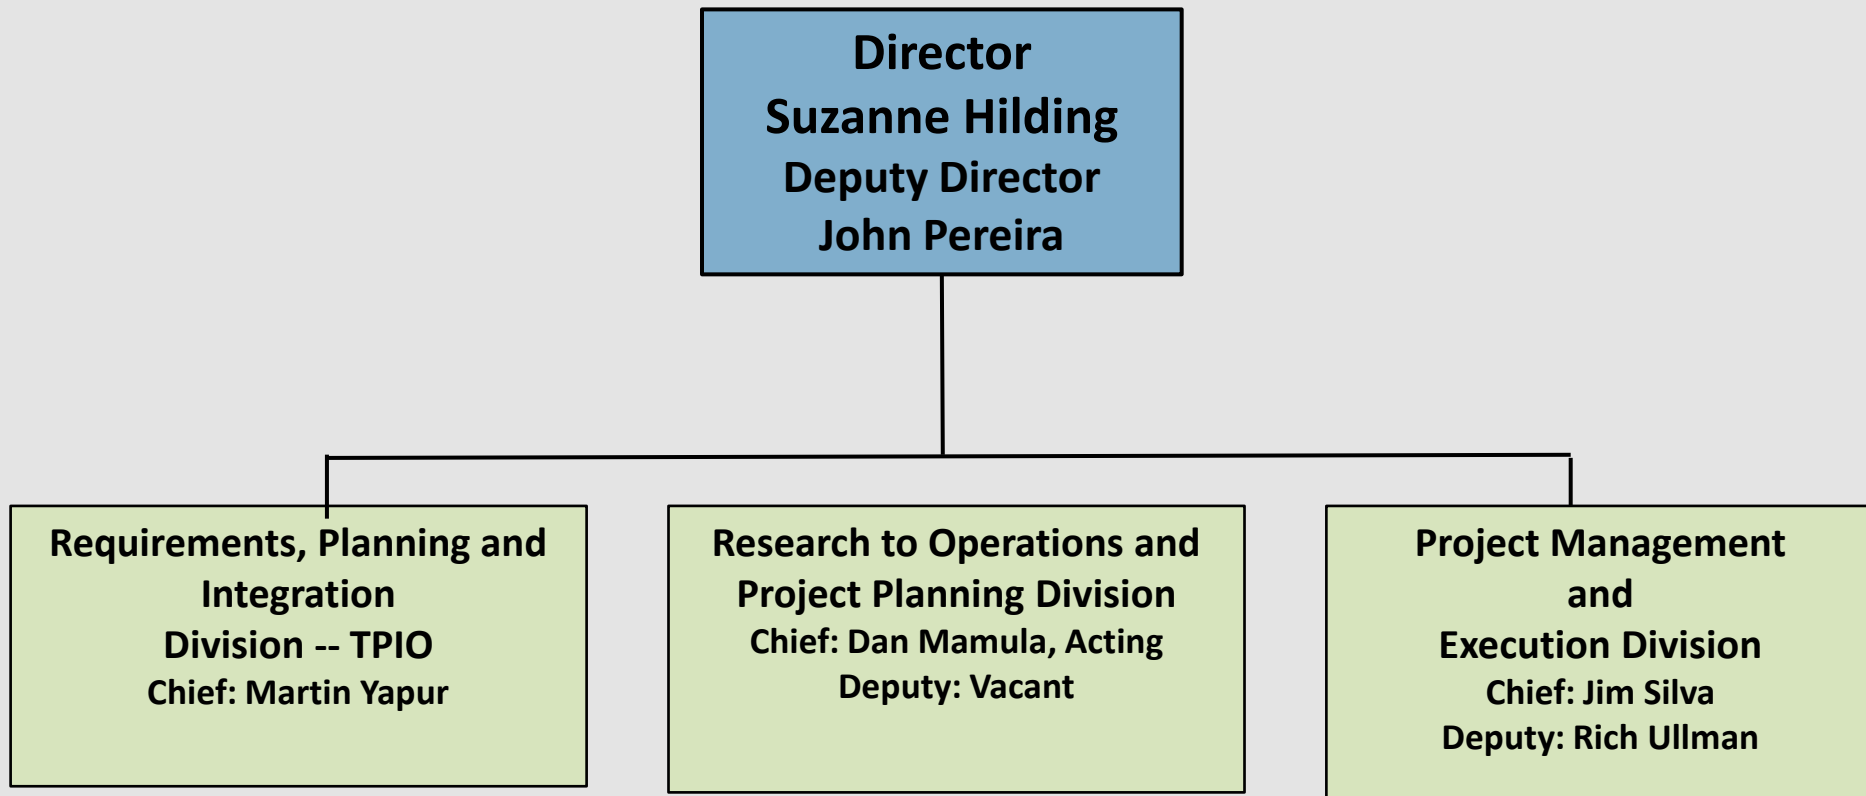 Director
Suzanne Hilding
Deputy Director
John Pereira
Requirements, Planning and
Integration
Division -- TPIO
Chief: Martin Yapur
Research to Operations and
Project Planning Division
Chief: Dan Mamula, Acting
Deputy: Vacant
Project Management
and
Execution Division
Chief: Jim Silva
Deputy: Rich Ullman